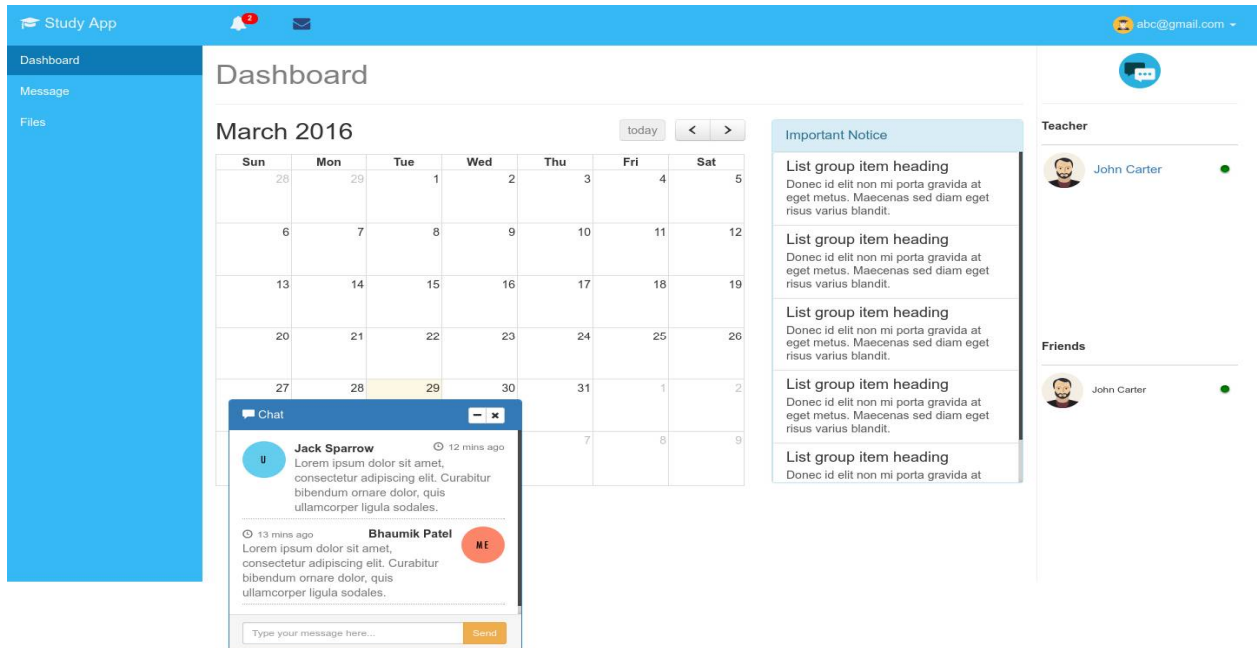 Study App
2
abc@gmail.com
Dashboard
Message
Files
Dashboard
March 2016
today
Sun Mon Tue Wed Thu Fri Sat
28 29 1 2 3 4 5
6 7 8 9 10 11 12
13 14 15 16 17 18 19
20 21 22 23 24 25 26
27 28 29 30 31 1 2
7 8 9
Chat
Jack Sparrow 12 mins ago
U
Lorem ipsum dolor sit amet,
consectetur adipiscing elit. Curabitur
bibendum ornare dolor, quis
ullamcorper ligula sodales.
13 mins ago Bhaumik Patel
ME
Lorem ipsum dolor sit amet,
consectetur adipiscing elit. Curabitur
bibendum ornare dolor, quis
ullamcorper ligula sodales.
Type your message here... Send
Important Notice
List group item heading
Donec id elit non mi porta gravida at
eget metus. Maecenas sed diam eget
risus varius blandit.
List group item heading
Donec id elit non mi porta gravida at
eget metus. Maecenas sed diam eget
risus varius blandit.
List group item heading
Donec id elit non mi porta gravida at
eget metus. Maecenas sed diam eget
risus varius blandit.
List group item heading
Donec id elit non mi porta gravida at
eget metus. Maecenas sed diam eget
risus varius blandit.
List group item heading
Donec id elit non mi porta gravida at
Teacher
John Carter
Friends
John Carter